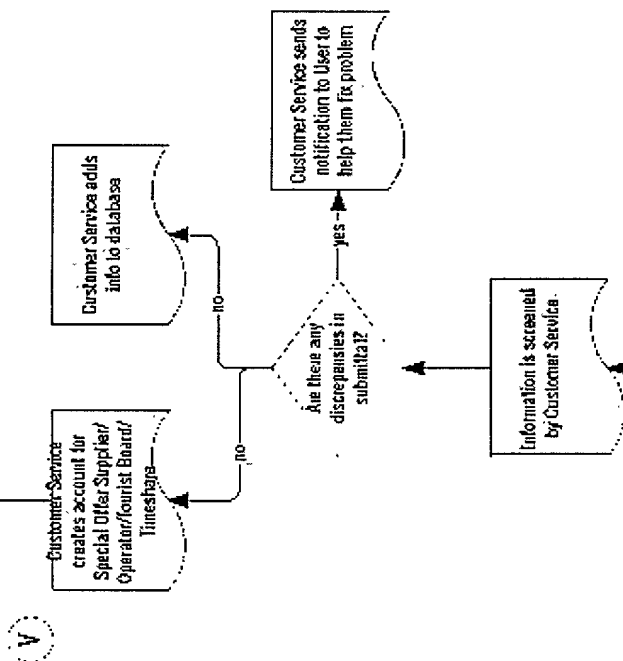 Customer Service sends
notification to User to
help them fix problem
Customer Service adds
info to database
yes
no
Are there any
discrepansies in
submittal?
Information is screened
by Customer Service.
no
Customer Service
creates account for
Special Offer Supplier/
Operator/Tourist Board/
Timeshare
V